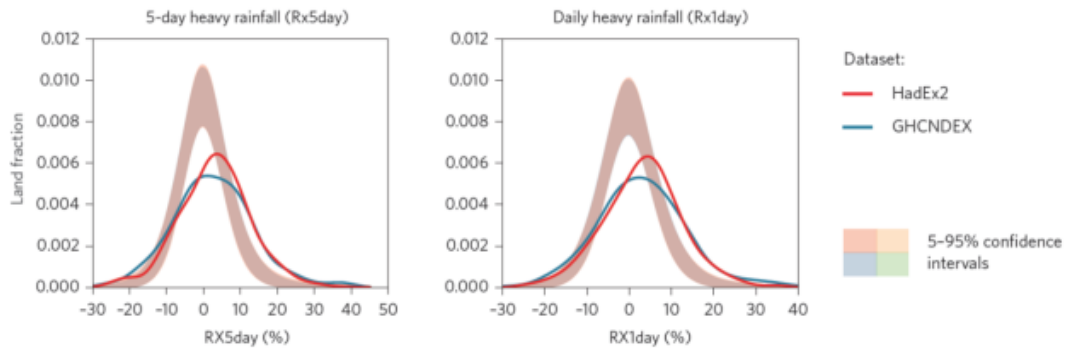 5-day heavy rainfall (Rx5day)
0.012
0.010
0.008
0.006
0.004
0.002
0.000
Land fraction
–30 –20 –10 0 10 20 30 40 50
RX5day (%)
Daily heavy rainfall (Rx1day)
0.012
0.010
0.008
0.006
0.004
0.002
0.000
–30 –20 –10 0 10 20 30 40
RX1day (%)
Dataset:
HadEx2
GHCNDEX
5–95% confidence
intervals